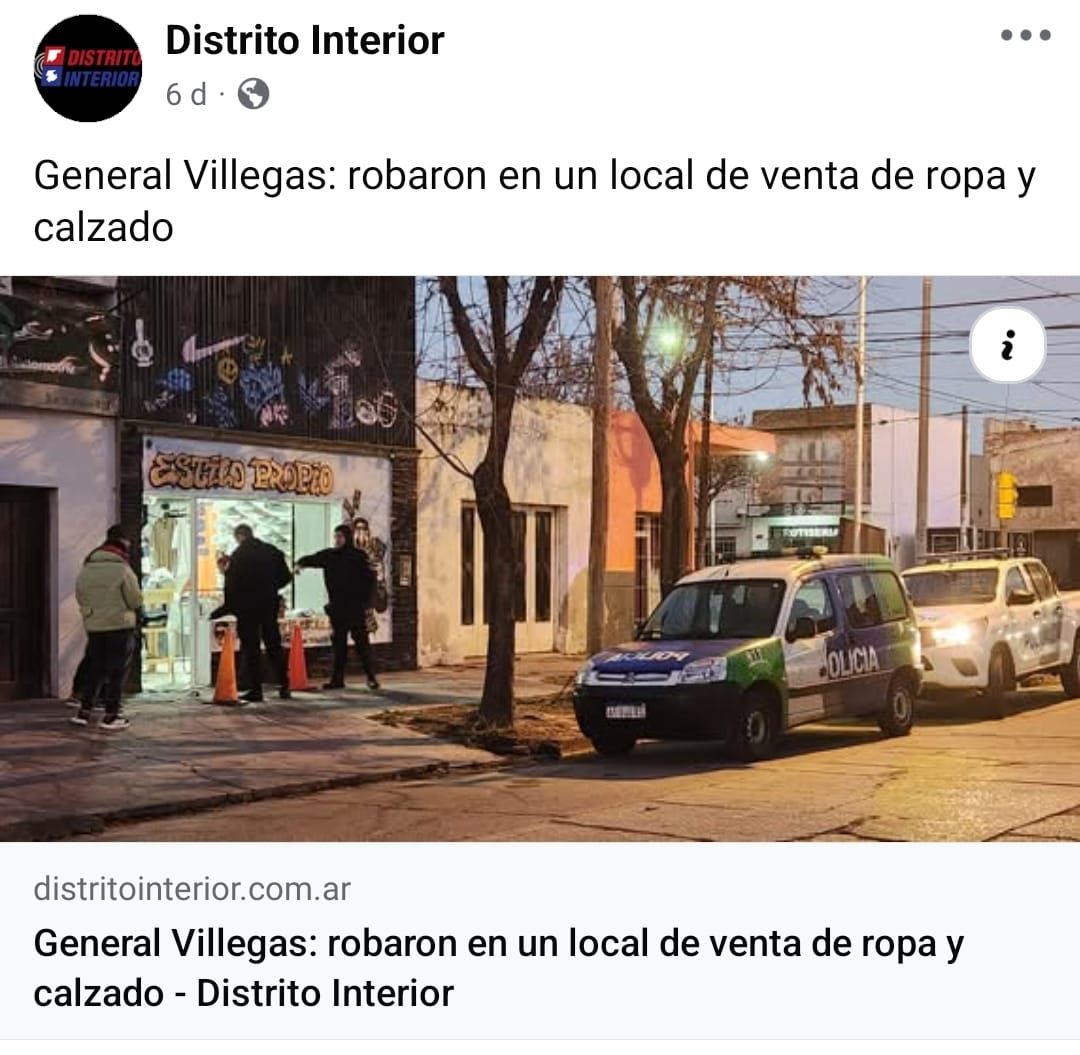 DISTRITO
INTERIOR
Distrito Interior
6 d ·
General Villegas: robaron en un local de venta de ropa y
calzado
ESTILO PROPIO
POLICIA
distritointerior.com.ar
General Villegas: robaron en un local de venta de ropa y
calzado - Distrito Interior